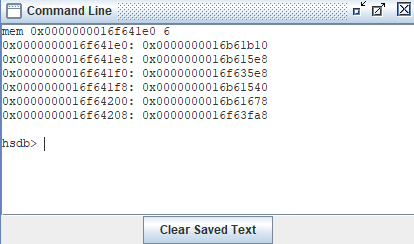 Command Line
mem 0x0000000016f641e0 6
0x0000000016f641e0: 0x0000000016b61b10
0x0000000016f641e8: 0x0000000016b615e8
0x0000000016f641f0: 0x0000000016f635e8
0x0000000016f641f8: 0x0000000016b61540
0x0000000016f64200: 0x0000000016b61678
0x0000000016f64208: 0x0000000016f63fa8
hsdb>
Clear Saved Text